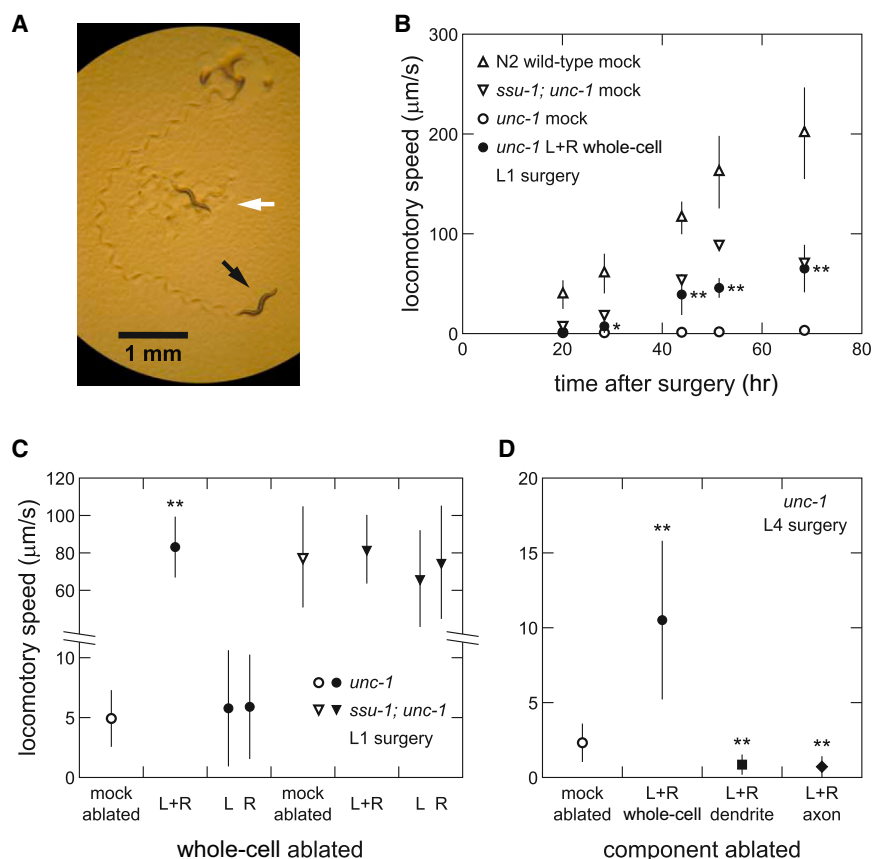 A
1 mm
B
300
200
100
0
locomotory speed (μm/s)
N2 wild-type mock
ssu-1; unc-1 mock
unc-1 mock
unc-1 L+R whole-cell
L1 surgery
*
**
**
**
0 20 40 60 80
time after surgery (hr)
C
120
100
80
60
10
5
0
locomotory speed (μm/s)
**
unc-1
ssu-1; unc-1
L1 surgery
mock ablated
L+R
L R
mock ablated
L+R
L R
whole-cell ablated
D
20
15
10
5
0
unc-1
L4 surgery
**
**
**
mock ablated
L+R whole-cell
L+R dendrite
L+R axon
component ablated